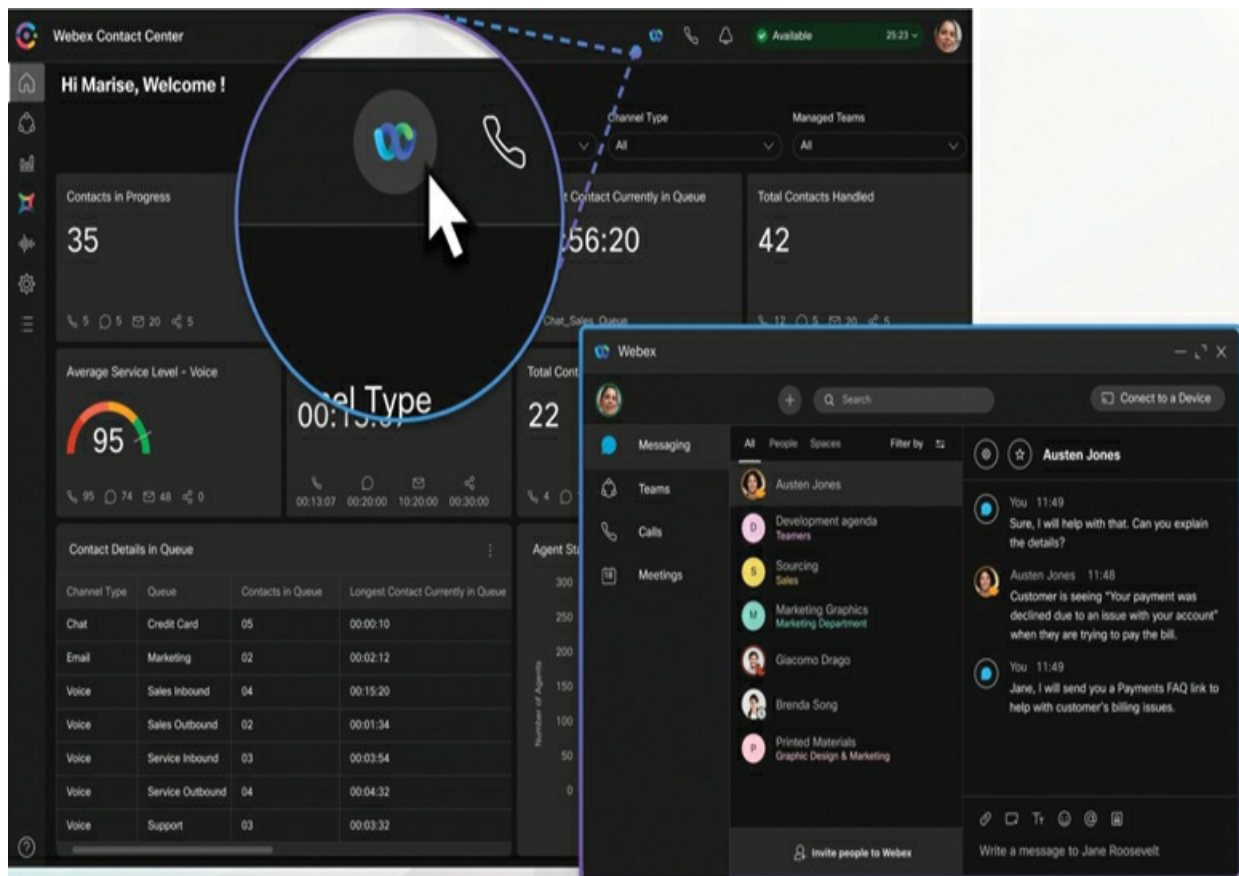 Webex Contact Center
Available
25:23
Hi Marise, Welcome !
Channel Type
Managed Teams
All
All
Contacts in Progress
35
5 5 20 5
t Contact Currently in Queue
:56:20
Chat_Sales_Queue
Total Contacts Handled
42
12 5 20 5
nel Type
Average Service Level - Voice
95
95 74 48 0
00:13:07
00:13:07 00:20:00 10:20:00 00:30:00
Total Cont
22
4
Contact Details in Queue
Channel Type Queue Contacts in Queue Longest Contact Currently in Queue
Chat Credit Card 05 00:00:10
Email Marketing 02 00:02:12
Voice Sales Inbound 04 00:15:20
Voice Sales Outbound 02 00:01:34
Voice Service Inbound 03 00:03:54
Voice Service Outbound 04 00:04:32
Voice Support 03 00:03:32
Agent Sta
Number of Agents
300
250
200
150
100
50
0
Webex
Search
Conect to a Device
Messaging
Teams
Calls
18
Meetings
All People Spaces Filter by
Austen Jones
D
Development agenda
Teamers
S
Sourcing
Sales
M
Marketing Graphics
Marketing Department
Giacomo Drago
Brenda Song
P
Printed Materials
Graphic Design & Marketing
Invite people to Webex
Austen Jones
You 11:49
Sure, I will help with that. Can you explain
the details?
Austen Jones 11:48
Customer is seeing "Your payment was
declined due to an issue with your account"
when they are trying to pay the bill.
You 11:49
Jane, I will send you a Payments FAQ link to
help with customer's billing issues.
Write a message to Jane Roosevelt